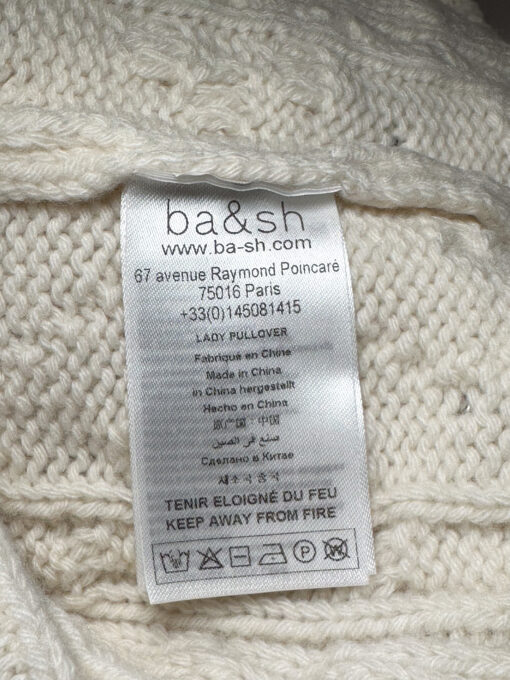 ba&sh
www.ba-sh.com
67 avenue Raymond Poincaré
75016 Paris
+33(0)145081415
LADY PULLOVER
Fabriqué en Chine
Made in China
in China hergestellt
Hecho en China
原产国：中国
صنع في الصين
Сделано в Китае
TENIR ELOIGNÉ DU FEU
KEEP AWAY FROM FIRE
P